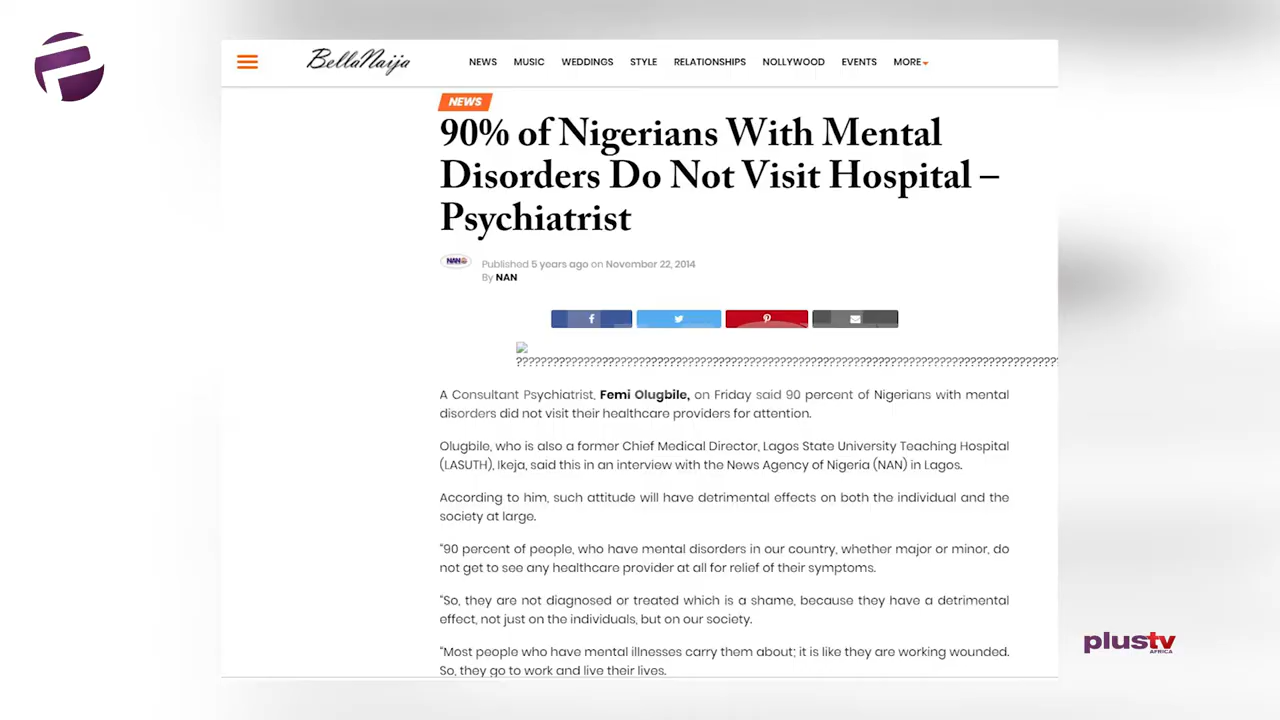 BellaNaija
NEWS MUSIC WEDDINGS STYLE RELATIONSHIPS NOLLYWOOD EVENTS MORE
NEWS
90% of Nigerians With Mental
Disorders Do Not Visit Hospital –
Psychiatrist
NAN
Published 5 years ago on November 22, 2014
By NAN
????????????????????????????????????????????????????????????????????????????????????????????????????
A Consultant Psychiatrist, Femi Olugbile, on Friday said 90 percent of Nigerians with mental
disorders did not visit their healthcare providers for attention.
Olugbile, who is also a former Chief Medical Director, Lagos State University Teaching Hospital
(LASUTH), Ikeja, said this in an interview with the News Agency of Nigeria (NAN) in Lagos.
According to him, such attitude will have detrimental effects on both the individual and the
society at large.
“90 percent of people, who have mental disorders in our country, whether major or minor, do
not get to see any healthcare provider at all for relief of their symptoms.
“So, they are not diagnosed or treated which is a shame, because they have a detrimental
effect, not just on the individuals, but on our society.
“Most people who have mental illnesses carry them about; it is like they are working wounded.
So, they go to work and live their lives.
plustv
AFRICA